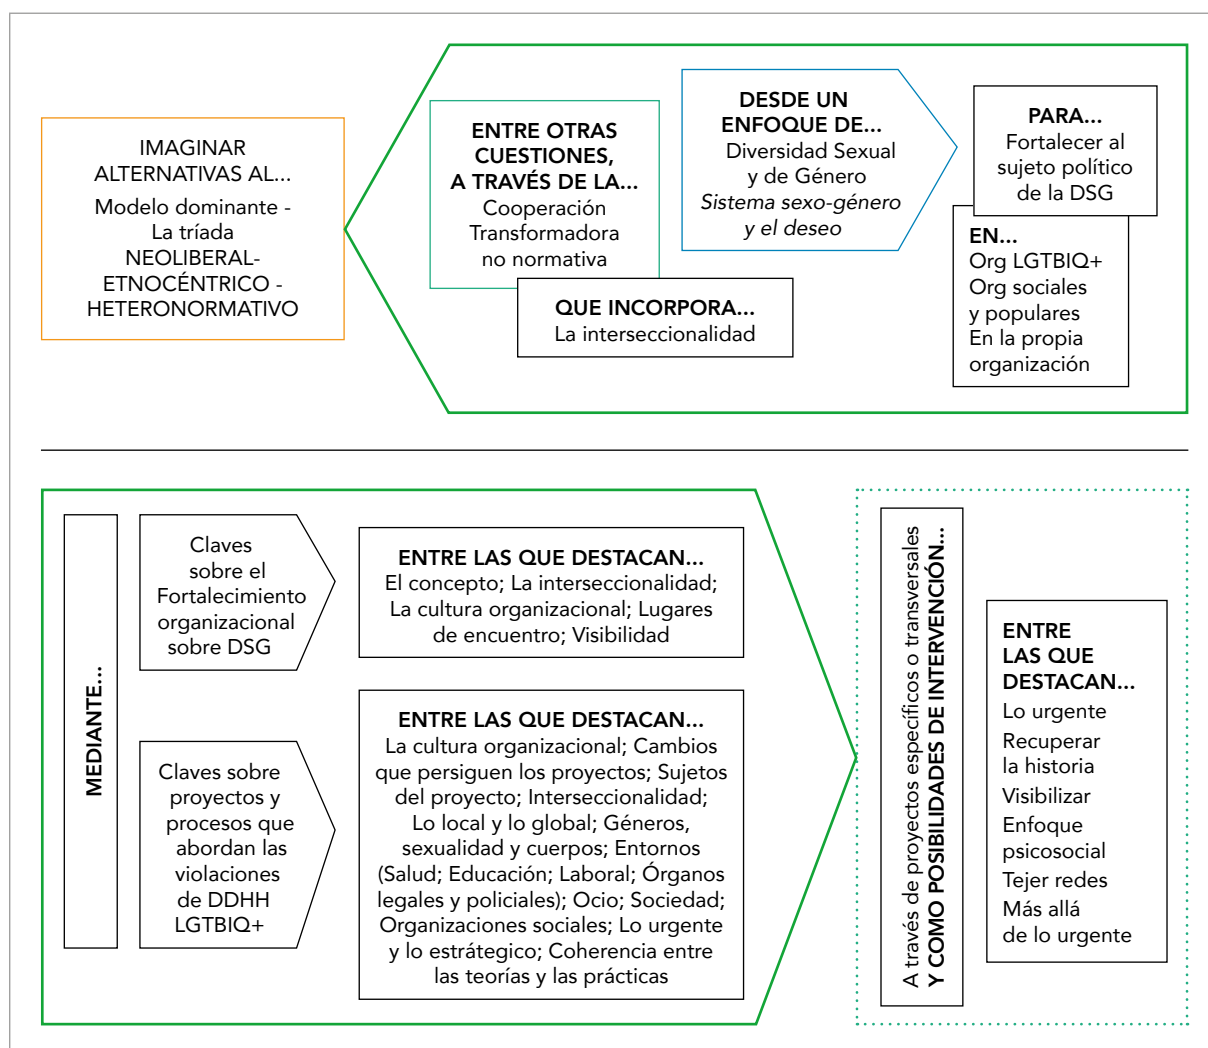 IMAGINAR
ALTERNATIVAS AL...
Modelo dominante -
La tríada
NEOLIBERAL-
ETNOCÉNTRICO -
HETERONORMATIVO
ENTRE OTRAS
CUESTIONES,
A TRAVÉS DE LA...
Cooperación
Transformadora
no normativa
QUE INCORPORA...
La interseccionalidad
DESDE UN
ENFOQUE DE...
Diversidad Sexual
y de Género
Sistema sexo-género
y el deseo
PARA...
Fortalecer al
sujeto político
de la DSG
EN...
Org LGTBIQ+
Org sociales
y populares
En la propia
organización
MEDIANTE...
Claves
sobre el
Fortalecimiento
organizacional
sobre DSG
ENTRE LAS QUE DESTACAN...
El concepto; La interseccionalidad;
La cultura organizacional; Lugares
de encuentro; Visibilidad
Claves sobre
proyectos y
procesos que
abordan las
violaciones
de DDHH
LGTBIQ+
ENTRE LAS QUE DESTACAN...
La cultura organizacional; Cambios
que persiguen los proyectos; Sujetos
del proyecto; Interseccionalidad;
Lo local y lo global; Géneros,
sexualidad y cuerpos; Entornos
(Salud; Educación; Laboral; Órganos
legales y policiales); Ocio; Sociedad;
Organizaciones sociales; Lo urgente
y lo estrátegico; Coherencia entre
las teorías y las prácticas
A través de proyectos específicos o transversales
Y COMO POSIBILIDADES DE INTERVENCIÓN...
ENTRE
LAS QUE
DESTACAN...
Lo urgente
Recuperar
la historia
Visibilizar
Enfoque
psicosocial
Tejer redes
Más allá
de lo urgente